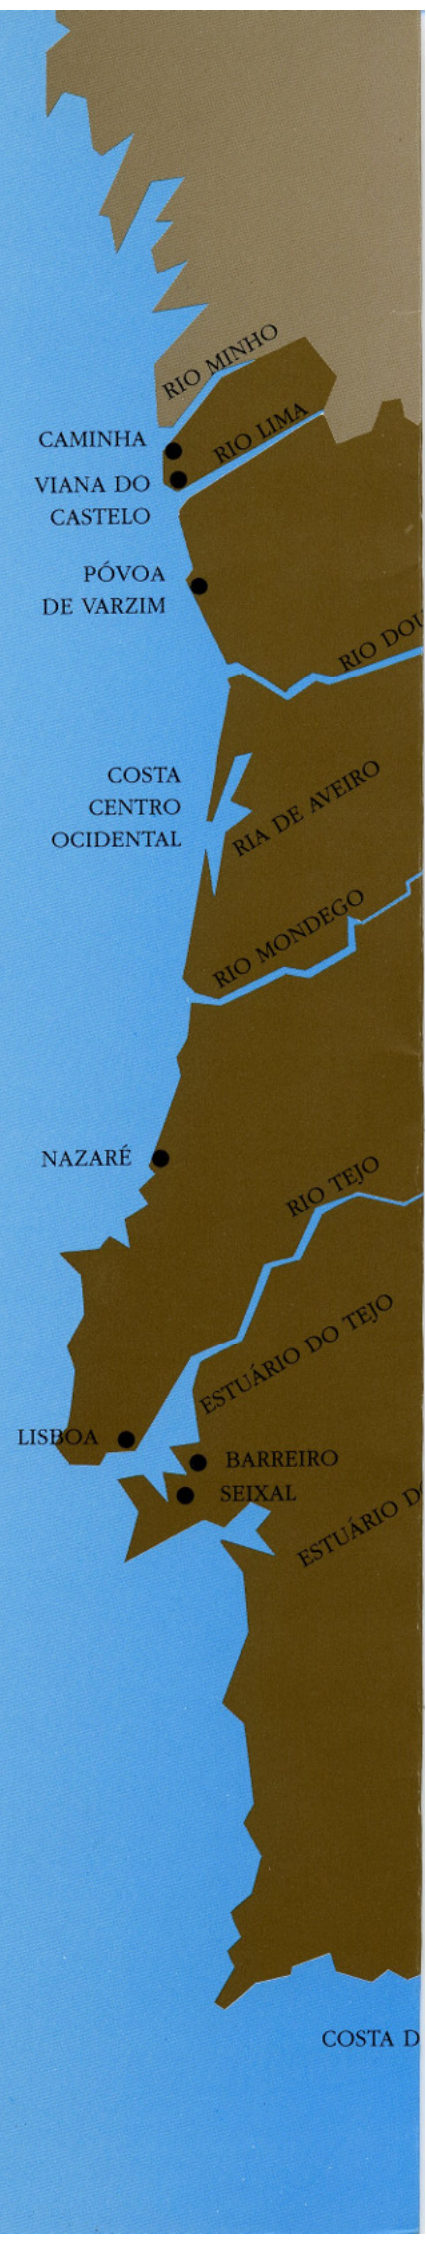 RIO MINHO
CAMINHA
RIO LIMA
VIANA DO
CASTELO
PÓVOA
DE VARZIM
RIO DOU
COSTA
CENTRO
OCIDENTAL
RIA DE AVEIRO
RIO MONDEGO
NAZARÉ
RIO TEJO
ESTUÁRIO DO TEJO
LISBOA
BARREIRO
SEIXAL
ESTUÁRIO DO
COSTA D